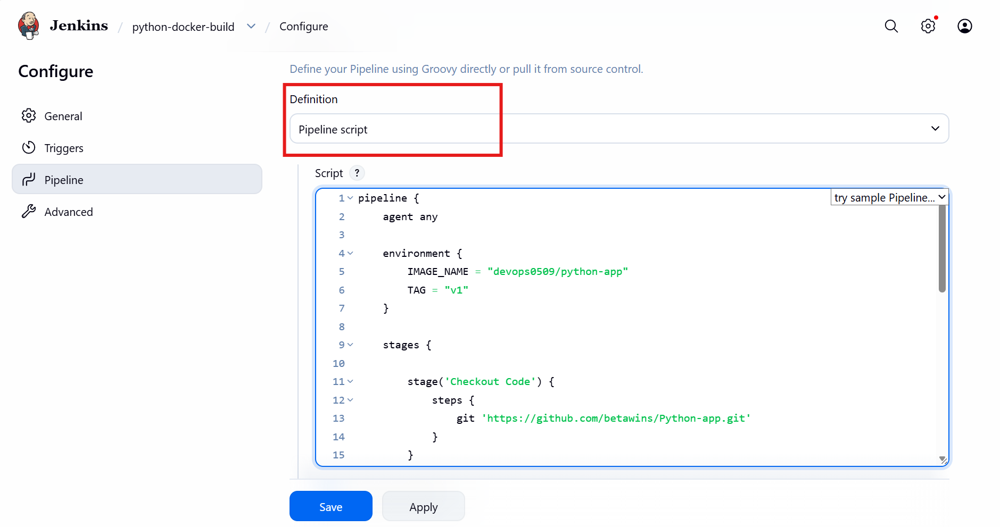 Jenkins / python-docker-build / Configure
Configure
General
Triggers
Pipeline
Advanced
Define your Pipeline using Groovy directly or pull it from source control.
Definition
Pipeline script
Script ?
try sample Pipeline...
1 pipeline {
2     agent any
3
4     environment {
5         IMAGE_NAME = "devops0509/python-app"
6         TAG = "v1"
7     }
8
9     stages {
10
11         stage('Checkout Code') {
12             steps {
13                 git 'https://github.com/betawins/Python-app.git'
14             }
15         }
Save
Apply